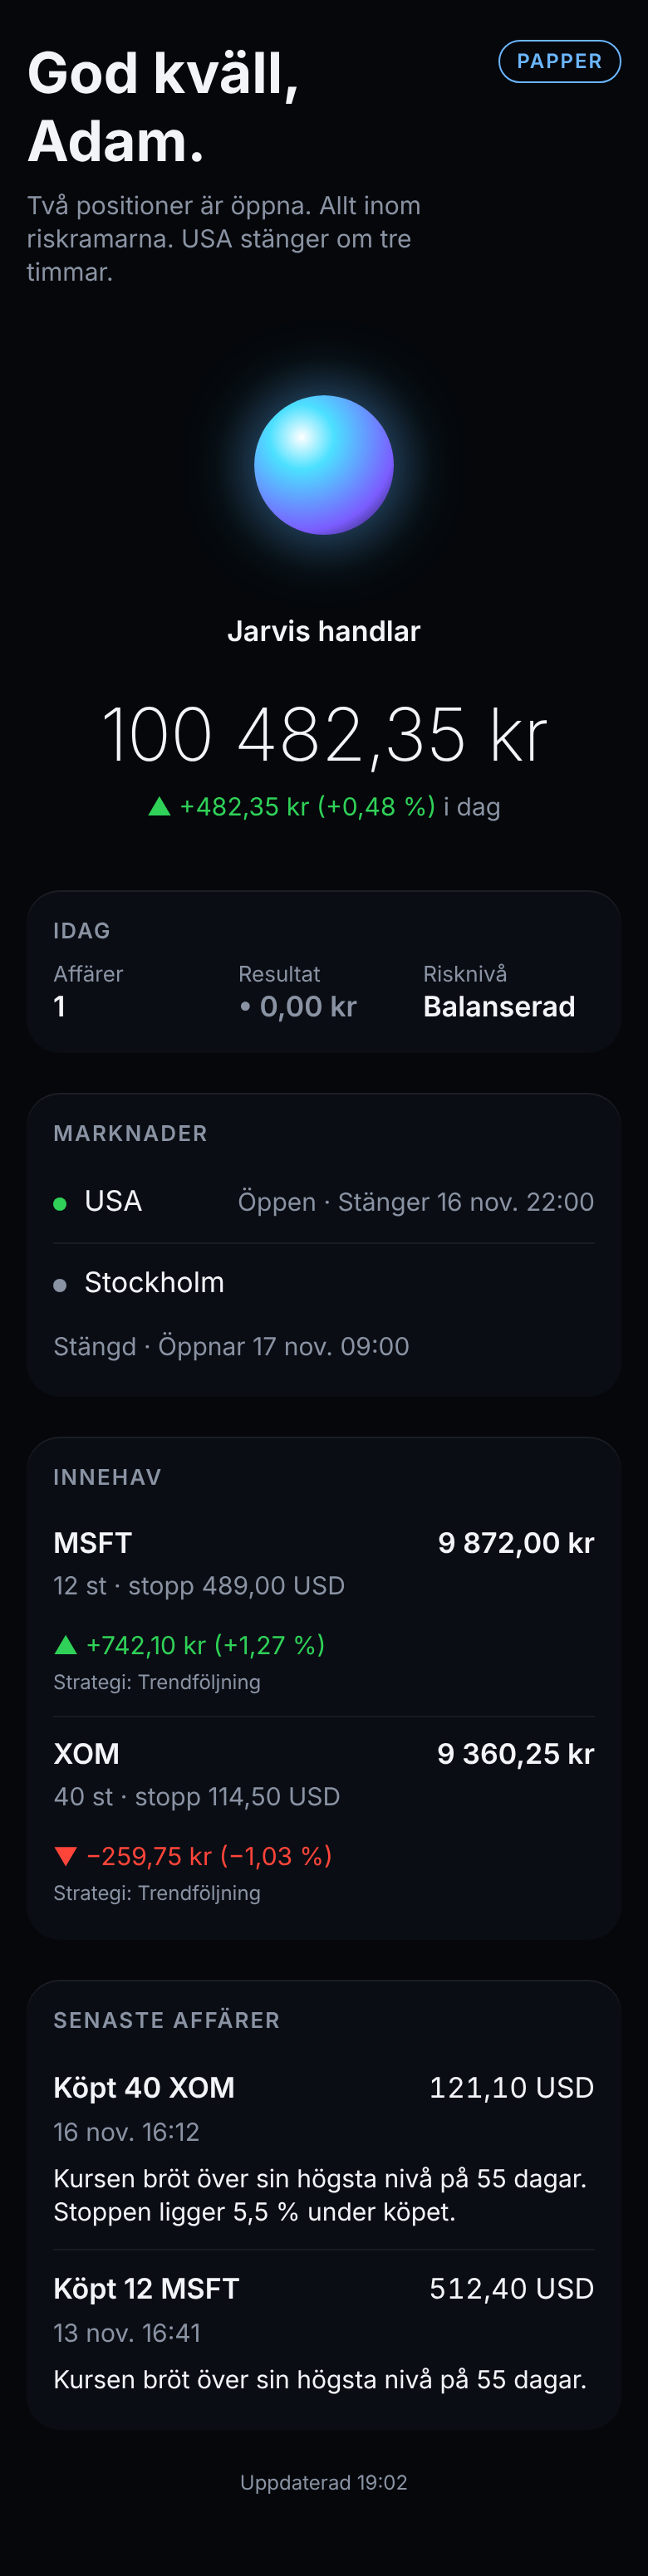 God kväll,
Adam.
PAPPER
Två positioner är öppna. Allt inom
riskramarna. USA stänger om tre
timmar.
Jarvis handlar
100 482,35 kr
▲ +482,35 kr (+0,48 %) i dag
IDAG
Affärer Resultat Risknivå
1 • 0,00 kr Balanserad
MARKNADER
USA Öppen · Stänger 16 nov. 22:00
Stockholm
Stängd · Öppnar 17 nov. 09:00
INNEHAV
MSFT 9 872,00 kr
12 st · stopp 489,00 USD
▲ +742,10 kr (+1,27 %)
Strategi: Trendföljning
XOM 9 360,25 kr
40 st · stopp 114,50 USD
▼ −259,75 kr (−1,03 %)
Strategi: Trendföljning
SENASTE AFFÄRER
Köpt 40 XOM 121,10 USD
16 nov. 16:12
Kursen bröt över sin högsta nivå på 55 dagar.
Stoppen ligger 5,5 % under köpet.
Köpt 12 MSFT 512,40 USD
13 nov. 16:41
Kursen bröt över sin högsta nivå på 55 dagar.
Uppdaterad 19:02